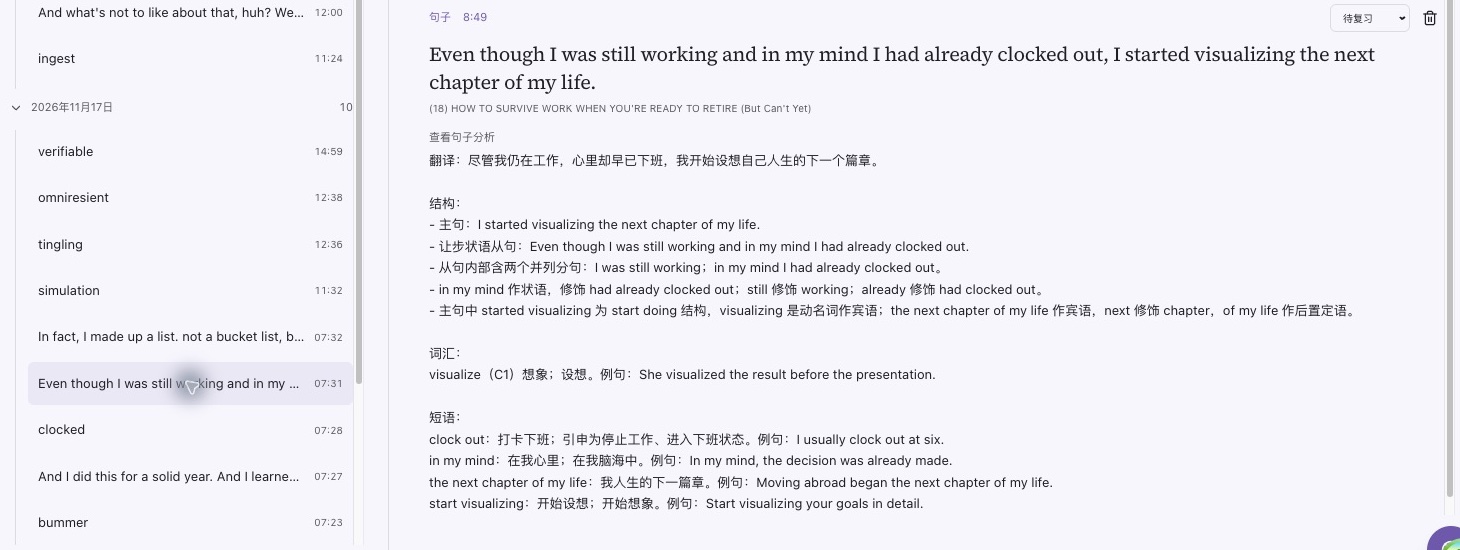 And what's not to like about that, huh? We... 12:00
ingest 11:24
2026年11月17日 10
verifiable 14:59
omniresient 12:38
tingling 12:36
simulation 11:32
In fact, I made up a list. not a bucket list, b... 07:32
Even though I was still working and in my ... 07:31
clocked 07:28
And I did this for a solid year. And I learne... 07:27
bummer 07:23
句子 8:49
待复习
Even though I was still working and in my mind I had already clocked out, I started visualizing the next
chapter of my life.
(18) HOW TO SURVIVE WORK WHEN YOU'RE READY TO RETIRE (But Can't Yet)
查看句子分析
翻译：尽管我仍在工作，心里却早已下班，我开始设想自己人生的下一个篇章。
结构：
- 主句：I started visualizing the next chapter of my life.
- 让步状语从句：Even though I was still working and in my mind I had already clocked out.
- 从句内部含两个并列分句：I was still working；in my mind I had already clocked out。
- in my mind 作状语，修饰 had already clocked out；still 修饰 working；already 修饰 had clocked out。
- 主句中 started visualizing 为 start doing 结构，visualizing 是动名词作宾语；the next chapter of my life 作宾语，next 修饰 chapter，of my life 作后置定语。
词汇：
visualize（C1）想象；设想。例句：She visualized the result before the presentation.
短语：
clock out：打卡下班；引申为停止工作、进入下班状态。例句：I usually clock out at six.
in my mind：在我心里；在我脑海中。例句：In my mind, the decision was already made.
the next chapter of my life：我人生的下一篇章。例句：Moving abroad began the next chapter of my life.
start visualizing：开始设想；开始想象。例句：Start visualizing your goals in detail.